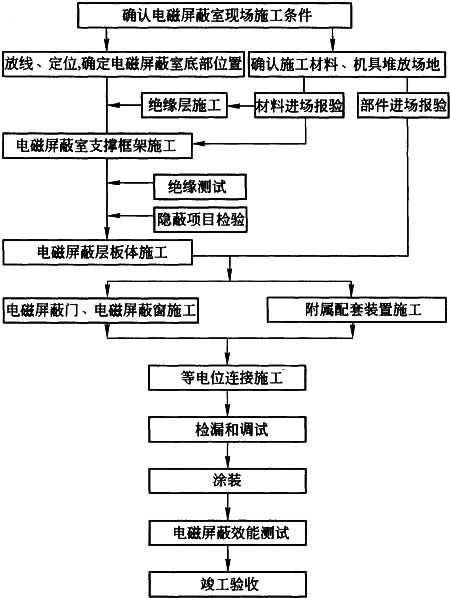 确认电磁屏蔽室现场施工条件
放线、定位,确定电磁屏蔽室底部位置
确认施工材料、机具堆放场地
绝缘层施工
材料进场报验
部件进场报验
电磁屏蔽室支撑框架施工
绝缘测试
隐蔽项目检验
电磁屏蔽层板体施工
电磁屏蔽门、电磁屏蔽窗施工
附属配套装置施工
等电位连接施工
检漏和调试
涂装
电磁屏蔽效能测试
竣工验收